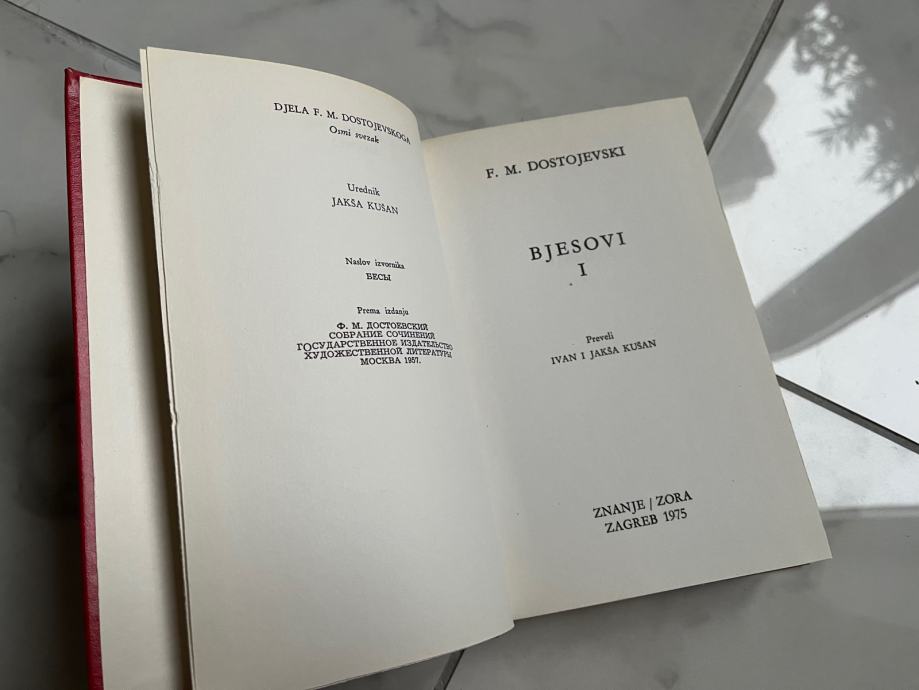 DJELA F. M. DOSTOJEVSKOGA
Osmi svezak
Urednik
JAKŠA KUŠAN
Naslov izvornika
БЕСЫ
Prema izdanju
Ф. М. ДОСТОЕВСКИЙ
СОБРАНИЕ СОЧИНЕНИЙ
ГОСУДАРСТВЕННОЕ ИЗДАТЕЛЬСТВО
ХУДОЖЕСТВЕННОЙ ЛИТЕРАТУРЫ
МОСКВА 1957.
F. M. DOSTOJEVSKI
BJESOVI
I
Preveli
IVAN I JAKŠA KUŠAN
ZNANJE / ZORA
ZAGREB 1975